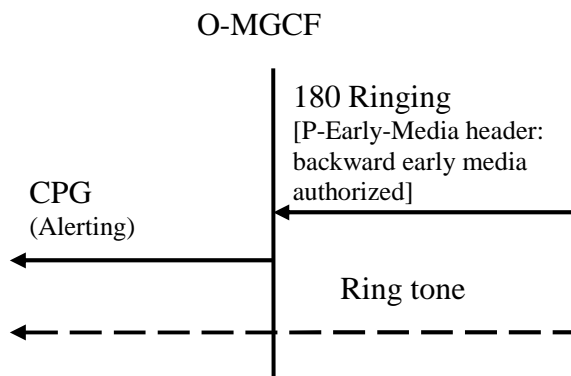 O-MGCF
180 Ringing
[P-Early-Media header:
backward early media
authorized]
CPG
(Alerting)
Ring tone